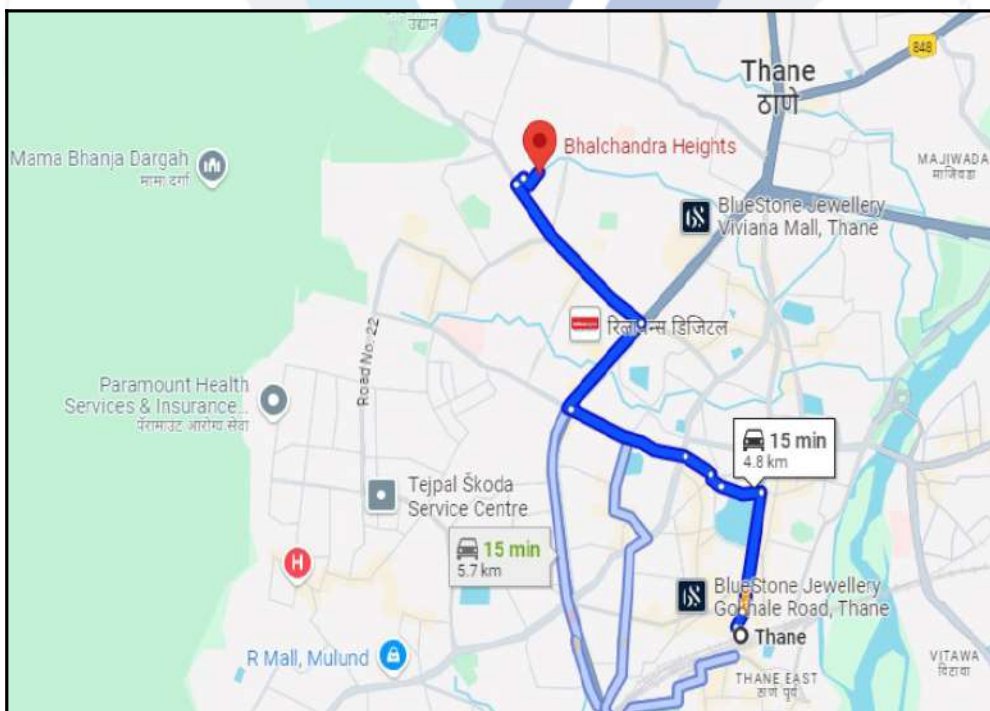 उद्यान
848
Thane
ठाणे
Bhalchandra Heights
Mama Bhanja Dargah
मामा दर्गा
MAJIWADA
माजिवडा
BlueStone Jewellery
Viviana Mall, Thane
रिलायन्स डिजिटल
Road No. 22
Paramount Health
Services & Insurance...
पॅरामाउंट आरोग्य सेवा
15 min
4.8 km
Tejpal Škoda
Service Centre
15 min
5.7 km
H
BlueStone Jewellery
Gokhale Road, Thane
Thane
R Mall, Mulund
THANE EAST
ठाणे पूर्व
VITAWA
विटावा